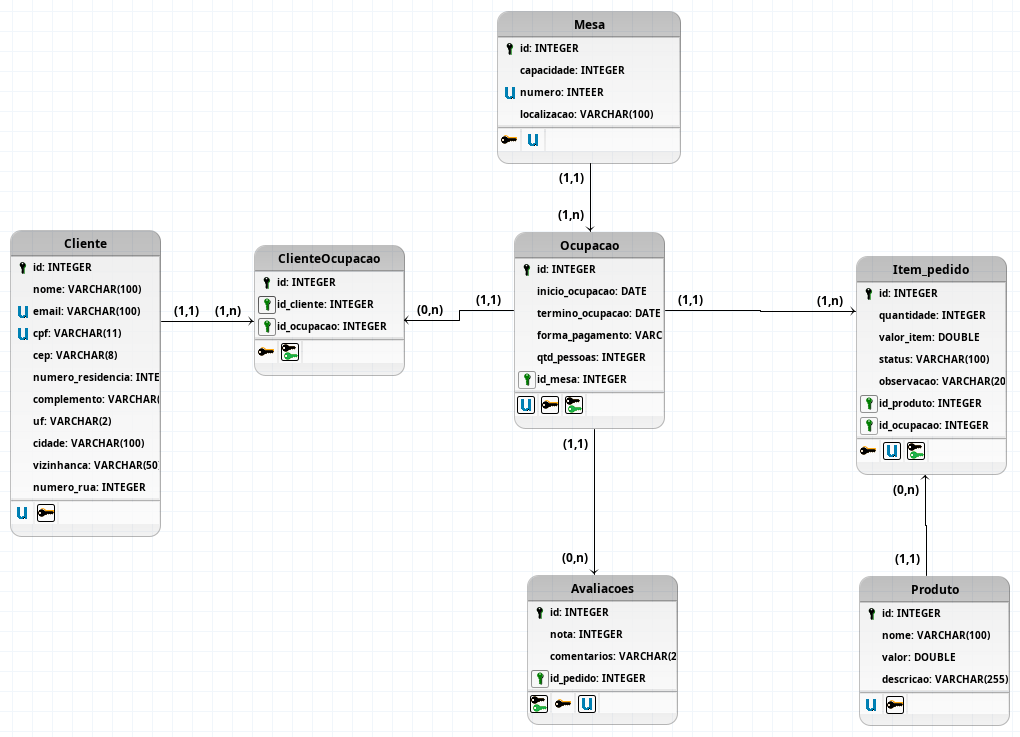 Mesa
id: INTEGER
capacidade: INTEGER
numero: INTEER
localizacao: VARCHAR(100)
(1,1)
(1,n)
Cliente
id: INTEGER
nome: VARCHAR(100)
email: VARCHAR(100)
cpf: VARCHAR(11)
cep: VARCHAR(8)
numero_residencia: INTE
complemento: VARCHAR(
uf: VARCHAR(2)
cidade: VARCHAR(100)
vizinhanca: VARCHAR(50)
numero_rua: INTEGER
(1,1) (1,n)
ClienteOcupacao
id: INTEGER
id_cliente: INTEGER
id_ocupacao: INTEGER
(0,n) (1,1)
Ocupacao
id: INTEGER
inicio_ocupacao: DATE
termino_ocupacao: DATE
forma_pagamento: VARC
qtd_pessoas: INTEGER
id_mesa: INTEGER
(1,1) (1,n)
Item_pedido
id: INTEGER
quantidade: INTEGER
valor_item: DOUBLE
status: VARCHAR(100)
observacao: VARCHAR(20
id_produto: INTEGER
id_ocupacao: INTEGER
(1,1)
(0,n)
Avaliacoes
id: INTEGER
nota: INTEGER
comentarios: VARCHAR(2
id_pedido: INTEGER
(0,n)
(1,1)
Produto
id: INTEGER
nome: VARCHAR(100)
valor: DOUBLE
descricao: VARCHAR(255)